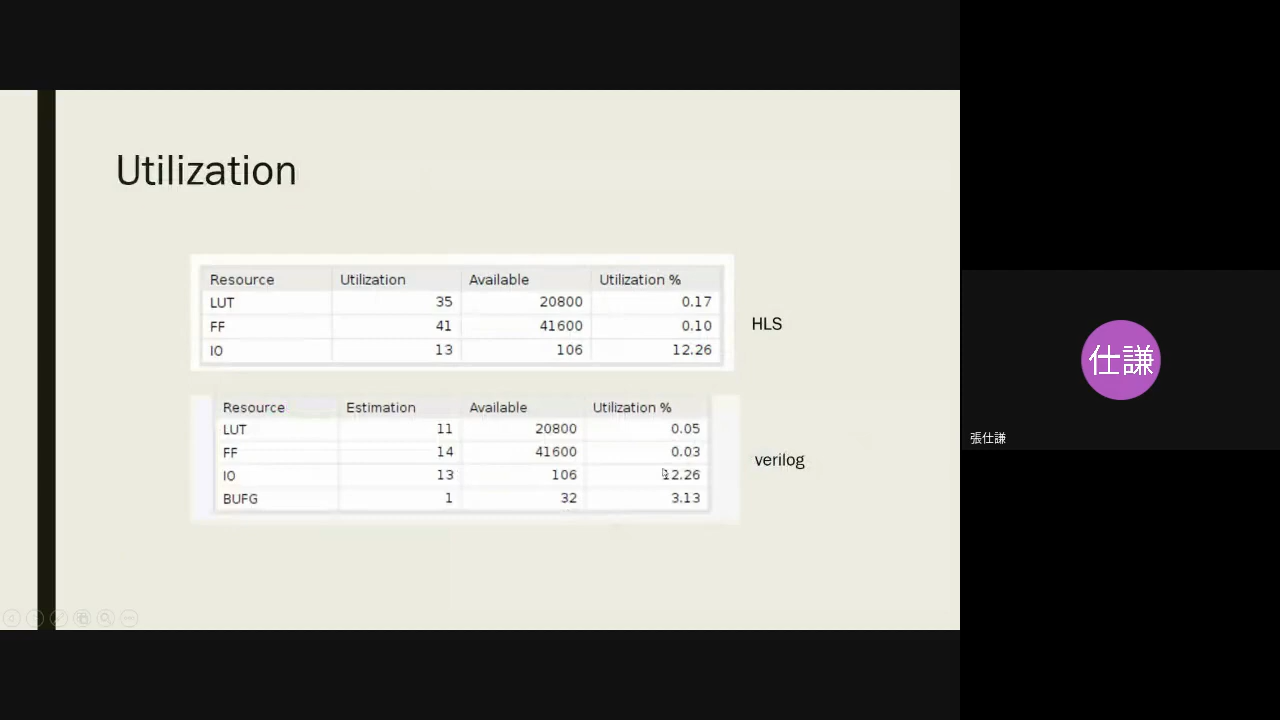 Utilization
Resource Utilization Available Utilization %
LUT 35 20800 0.17
FF 41 41600 0.10
IO 13 106 12.26
HLS
Resource Estimation Available Utilization %
LUT 11 20800 0.05
FF 14 41600 0.03
IO 13 106 12.26
BUFG 1 32 3.13
verilog
仕謙
張仕謙